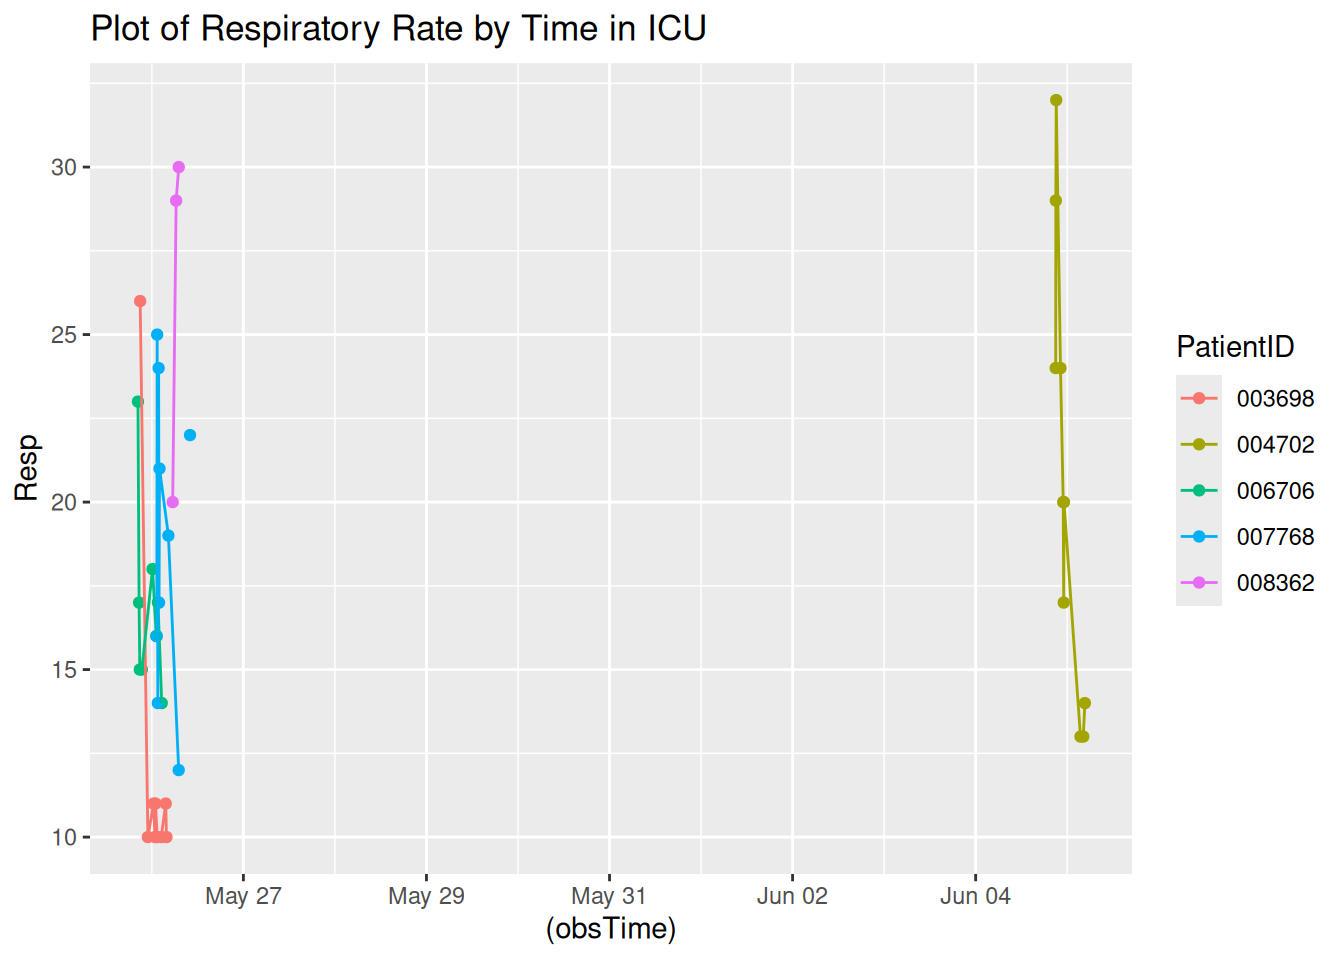 Plot of Respiratory Rate by Time in ICU
30
25
20
15
10
Resp
May 27
May 29
May 31
Jun 02
Jun 04
(obsTime)
PatientID
003698
004702
006706
007768
008362